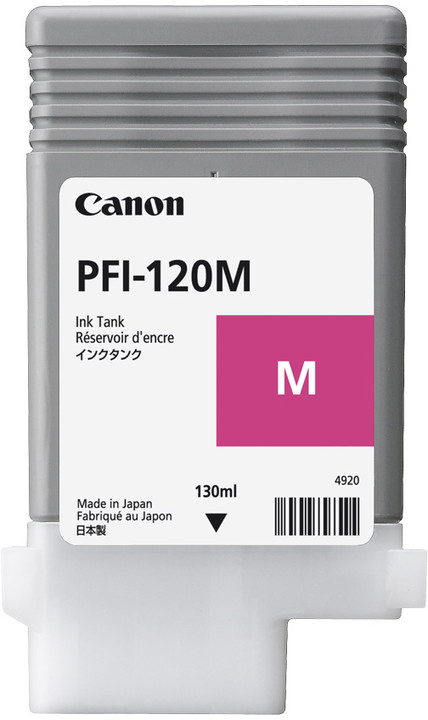 Canon
PFI-120M
Ink Tank
Réservoir d'encre
インクタンク
M
4920
130ml
Made in Japan
Fabriqué au Japon
日本製